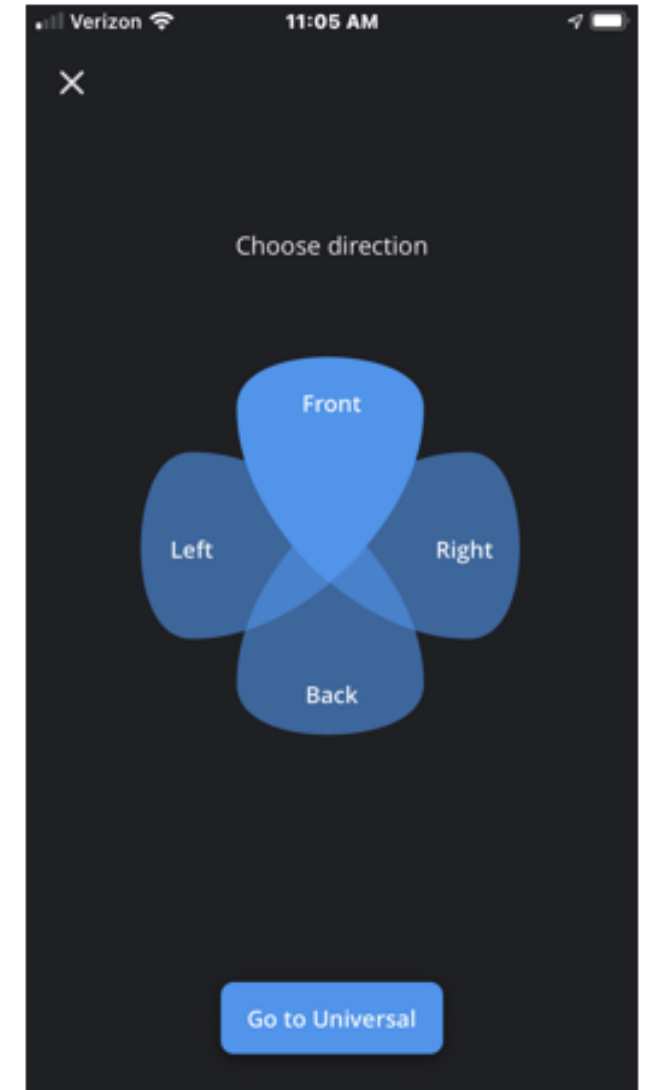 Verizon 11:05 AM
Choose direction
Front
Left Right
Back
Go to Universal